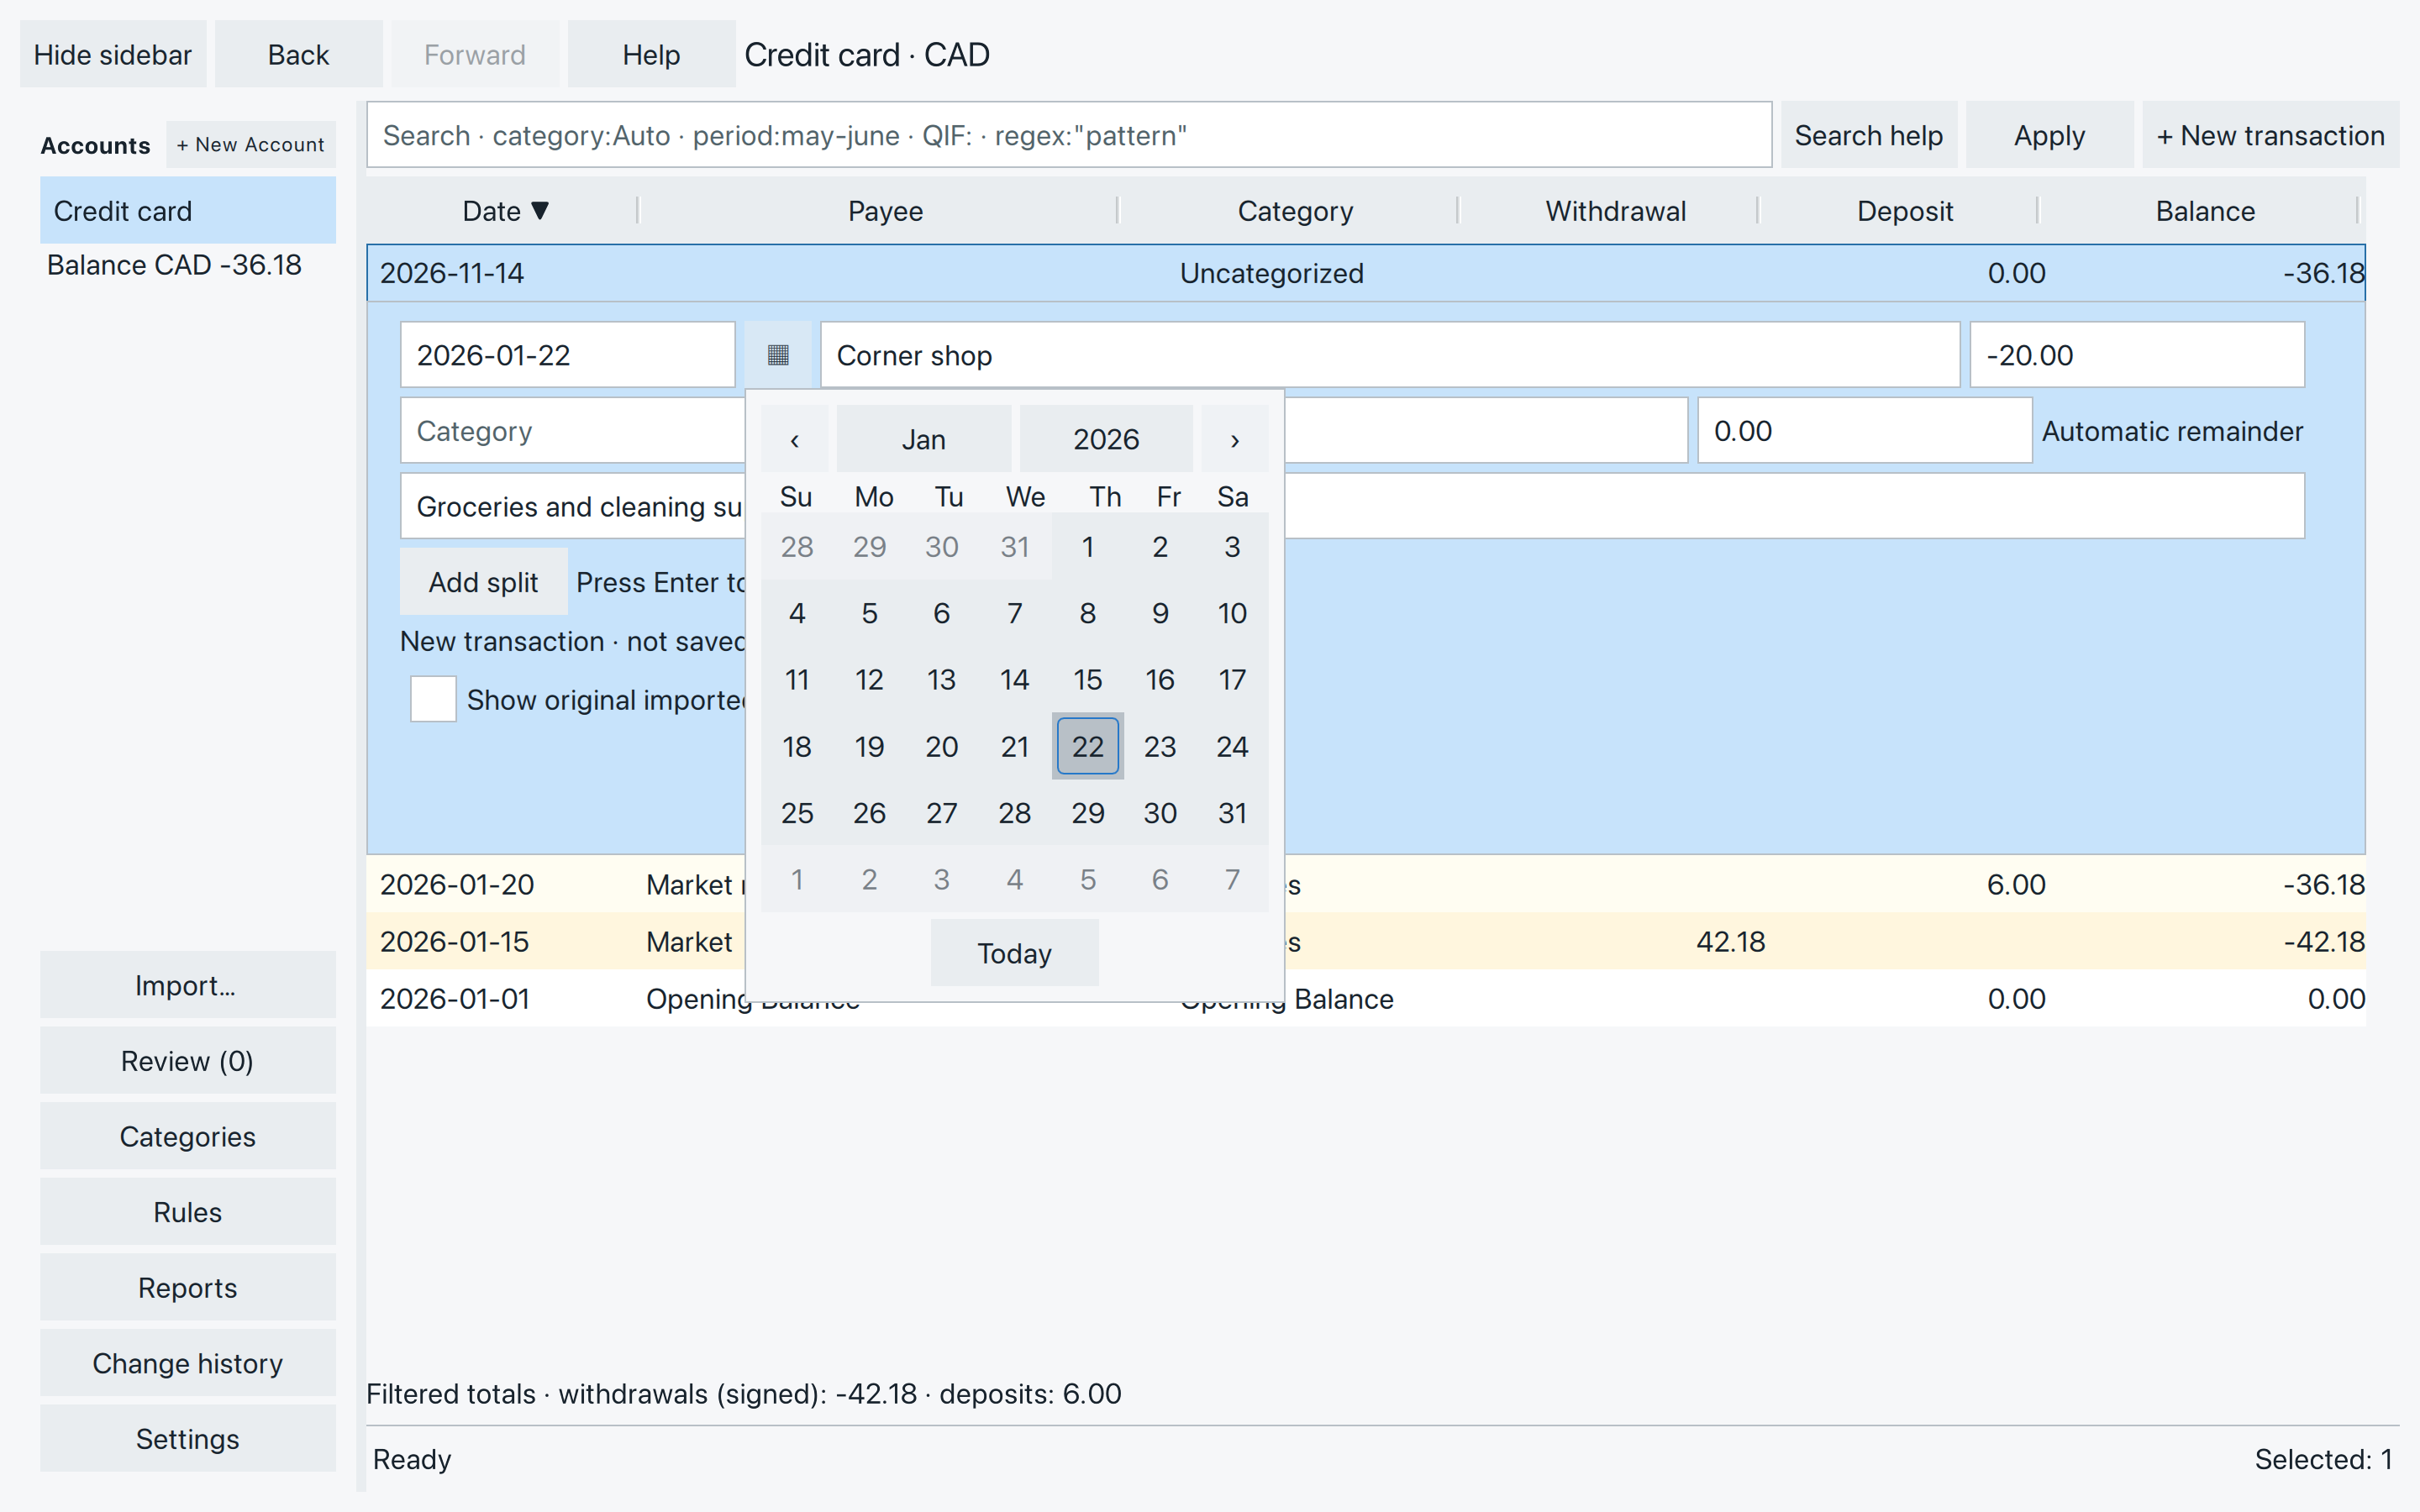 Hide sidebar Back Forward Help Credit card · CAD
Accounts + New Account
Credit card
Balance CAD -36.18
Search · category:Auto · period:may-june · QIF: · regex:"pattern" Search help Apply + New transaction
Date ▼ Payee Category Withdrawal Deposit Balance
2026-11-14 Uncategorized 0.00 -36.18
2026-01-22 ▦ Corner shop -20.00
Category 0.00 Automatic remainder
Groceries and cleaning su
Add split Press Enter to
New transaction · not saved
Show original imported
‹ Jan 2026 ›
Su Mo Tu We Th Fr Sa
28 29 30 31 1 2 3
4 5 6 7 8 9 10
11 12 13 14 15 16 17
18 19 20 21 22 23 24
25 26 27 28 29 30 31
1 2 3 4 5 6 7
Today
2026-01-20 Market 6.00 -36.18
2026-01-15 Market 42.18 -42.18
2026-01-01 Opening Balance Opening Balance 0.00 0.00
Import...
Review (0)
Categories
Rules
Reports
Change history
Settings
Filtered totals · withdrawals (signed): -42.18 · deposits: 6.00
Ready Selected: 1